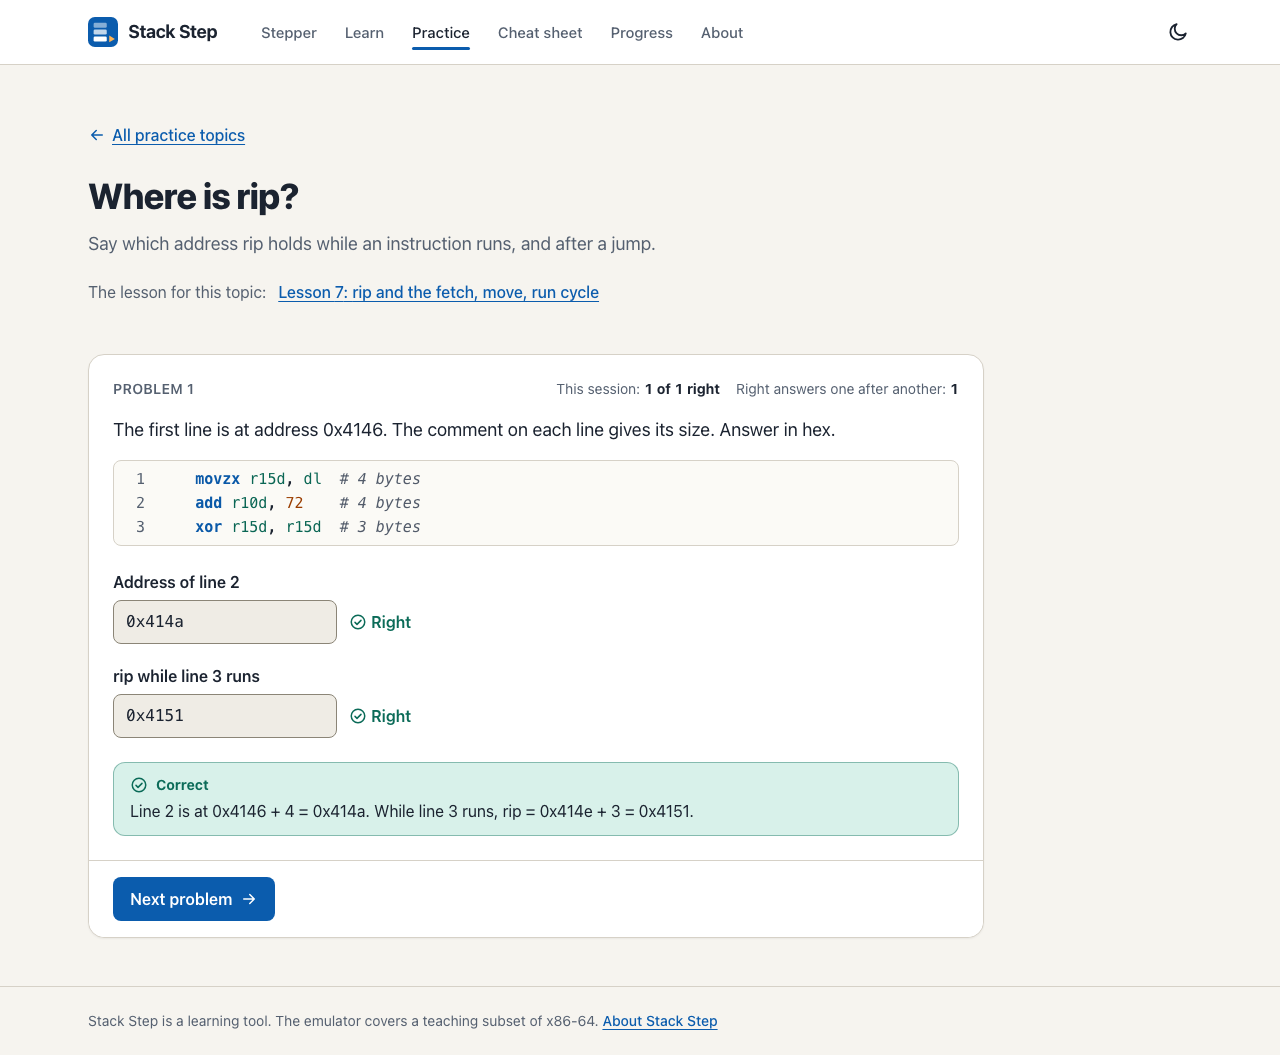 Stack Step
Stepper
Learn
Practice
Cheat sheet
Progress
About
All practice topics
Where is rip?
Say which address rip holds while an instruction runs, and after a jump.
The lesson for this topic: Lesson 7: rip and the fetch, move, run cycle
PROBLEM 1
This session: 1 of 1 right
Right answers one after another: 1
The first line is at address 0x4146. The comment on each line gives its size. Answer in hex.
1 movzx r15d, dl # 4 bytes
2 add r10d, 72 # 4 bytes
3 xor r15d, r15d # 3 bytes
Address of line 2
0x414a
Right
rip while line 3 runs
0x4151
Right
Correct
Line 2 is at 0x4146 + 4 = 0x414a. While line 3 runs, rip = 0x414e + 3 = 0x4151.
Next problem
Stack Step is a learning tool. The emulator covers a teaching subset of x86-64. About Stack Step